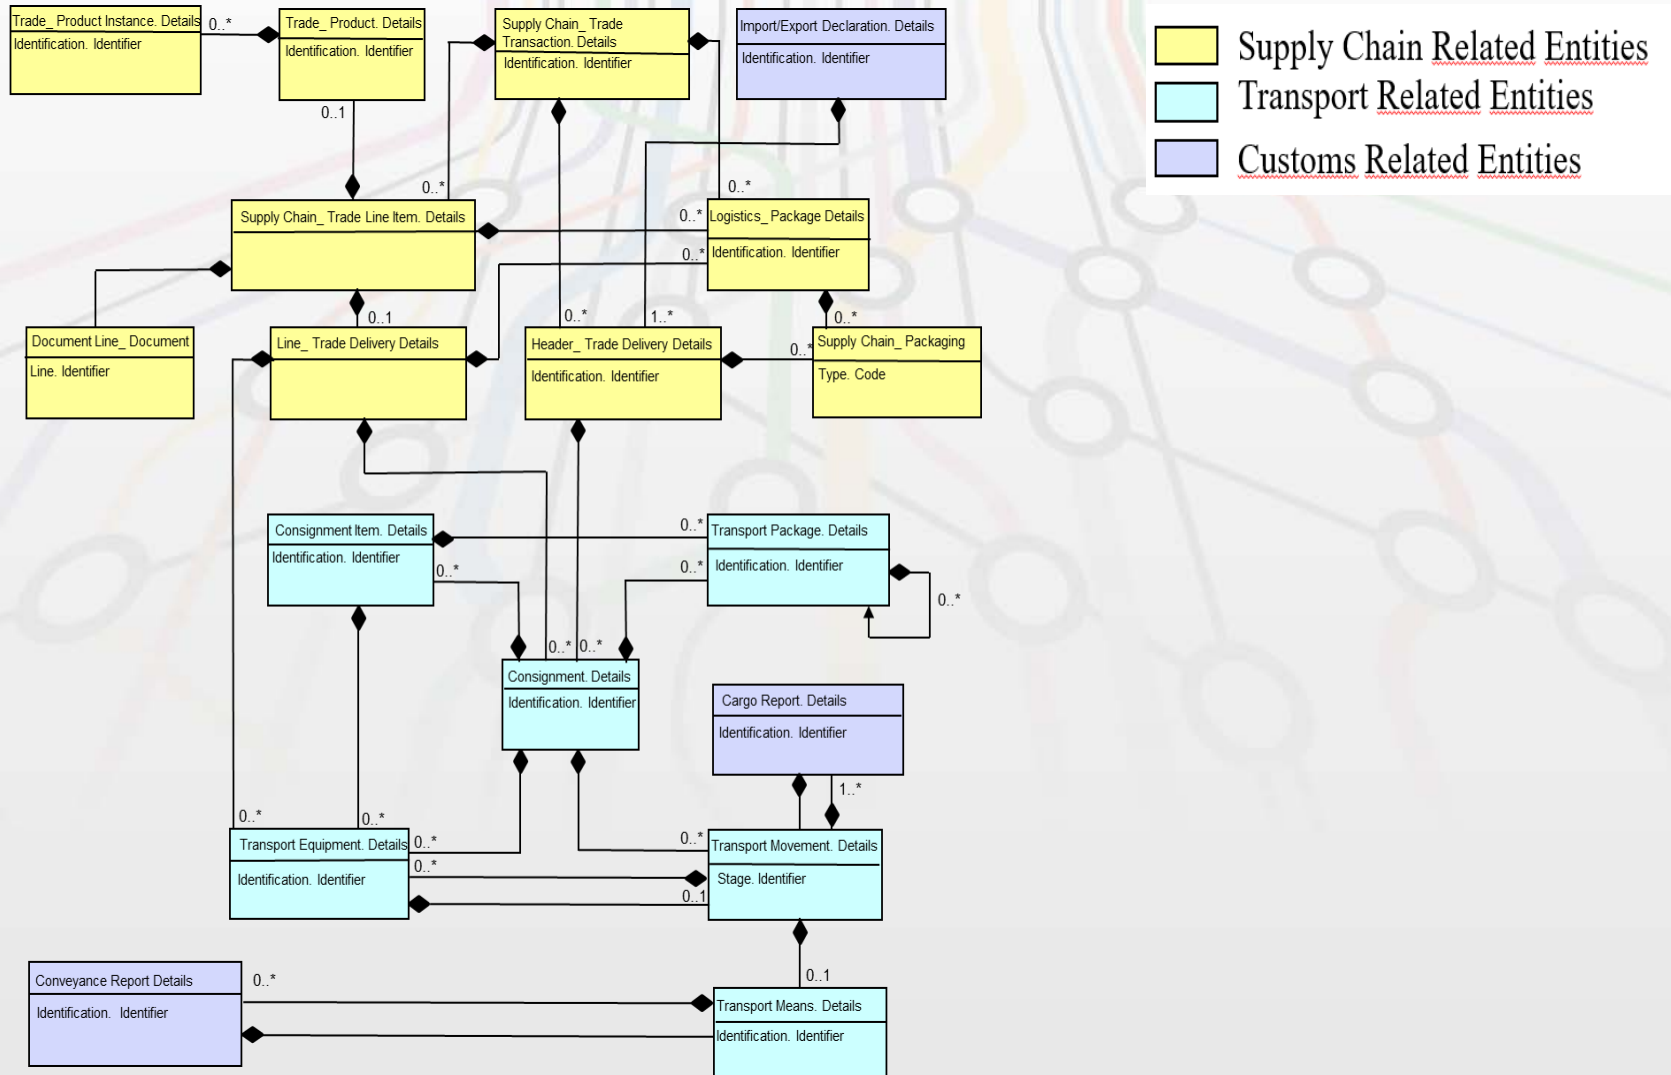 Trade_ Product Instance. Details
Identification. Identifier
0..*
Trade_ Product. Details
Identification. Identifier
0..1
Supply Chain_ Trade
Transaction. Details
Identification. Identifier
Import/Export Declaration. Details
Identification. Identifier
Supply Chain Related Entities
Transport Related Entities
Customs Related Entities
0..*
0..*
Supply Chain_ Trade Line Item. Details
0..*
Logistics_ Package Details
Identification. Identifier
0..*
0..1
0..*
1..*
0..*
Document Line_ Document
Line. Identifier
Line_ Trade Delivery Details
Header_ Trade Delivery Details
Identification. Identifier
0..*
Supply Chain_ Packaging
Type. Code
Consignment Item. Details
Identification. Identifier
0..*
0..*
Transport Package. Details
Identification. Identifier
0..*
0..*
0..*
0..*
Consignment. Details
Identification. Identifier
Cargo Report. Details
Identification. Identifier
1..*
0..*
0..*
Transport Equipment. Details
Identification. Identifier
0..*
0..*
0..*
0..1
Transport Movement. Details
Stage. Identifier
0..1
Conveyance Report Details
Identification. Identifier
0..*
Transport Means. Details
Identification. Identifier